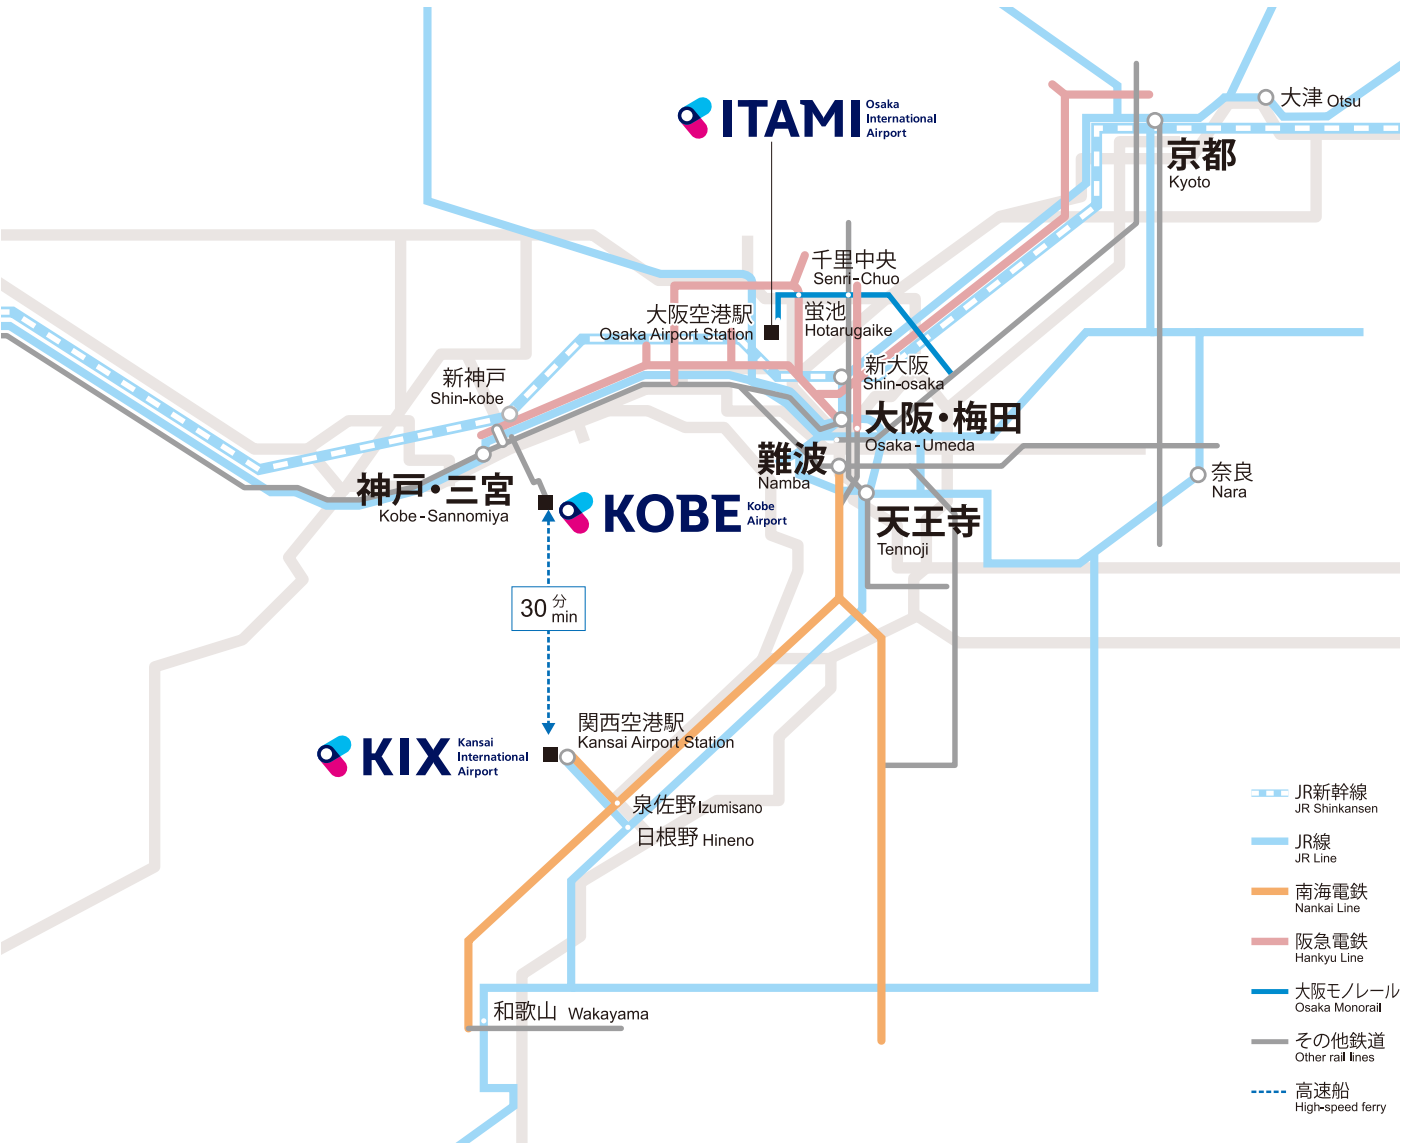 ITAMI
Osaka
International
Airport
大津 Otsu
京都
Kyoto
千里中央
Senri-Chuo
大阪空港駅
Osaka Airport Station
蛍池
Hotarugaike
新大阪
Shin-osaka
新神戸
Shin-kobe
大阪・梅田
Osaka-Umeda
難波
Namba
奈良
Nara
神戸・三宮
Kobe-Sannomiya
KOBE
Kobe
Airport
天王寺
Tennoji
30 分
min
関西空港駅
Kansai Airport Station
KIX
Kansai
International
Airport
泉佐野 Izumisano
日根野 Hineno
和歌山 Wakayama
JR新幹線
JR Shinkansen
JR線
JR Line
南海電鉄
Nankai Line
阪急電鉄
Hankyu Line
大阪モノレール
Osaka Monorail
その他鉄道
Other rail lines
高速船
High-speed ferry